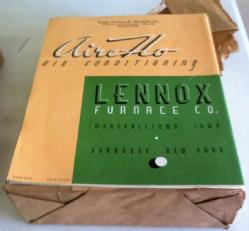 Aire-Flo
AIR CONDITIONING
LENNOX
FURNACE CO.
MARSHALLTOWN, IOWA
SYRACUSE, NEW YORK